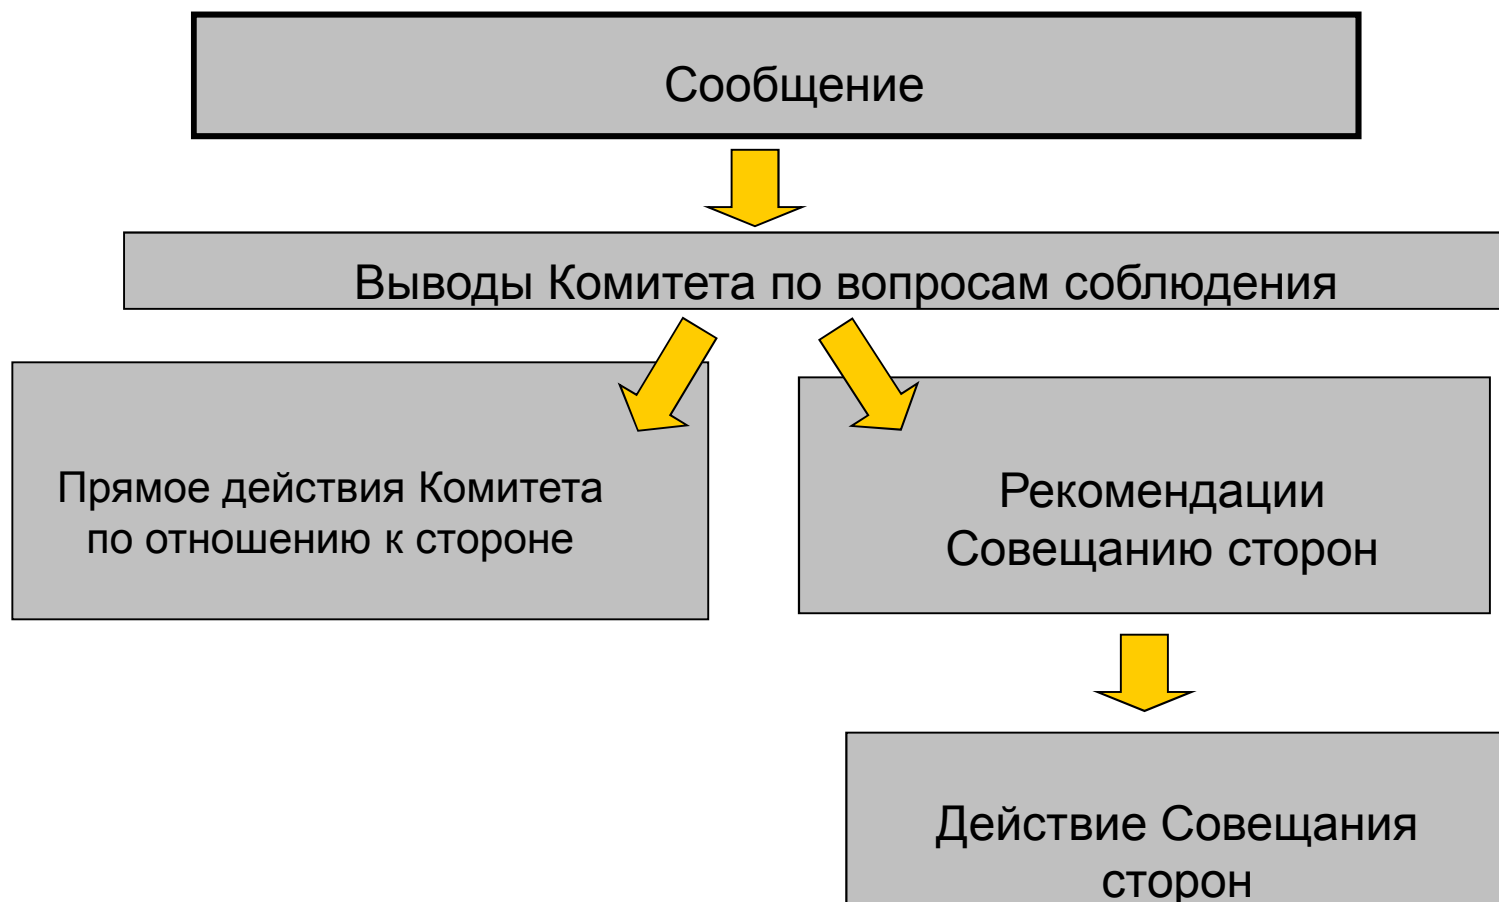 Сообщение
Выводы Комитета по вопросам соблюдения
Прямое действия Комитета
по отношению к стороне
Рекомендации
Совещанию сторон
Действие Совещания
сторон